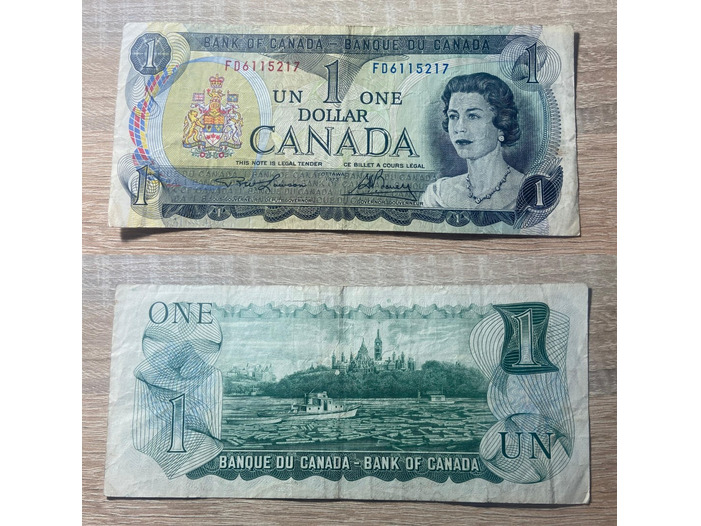 1
BANK OF CANADA – BANQUE DU CANADA
1
FD6115217 FD6115217
UN 1 ONE
DOLLAR
CANADA
THIS NOTE IS LEGAL TENDER OTTAWA CE BILLET A COURS LÉGAL
1
1
ONE
1
1
UN
BANQUE DU CANADA – BANK OF CANADA